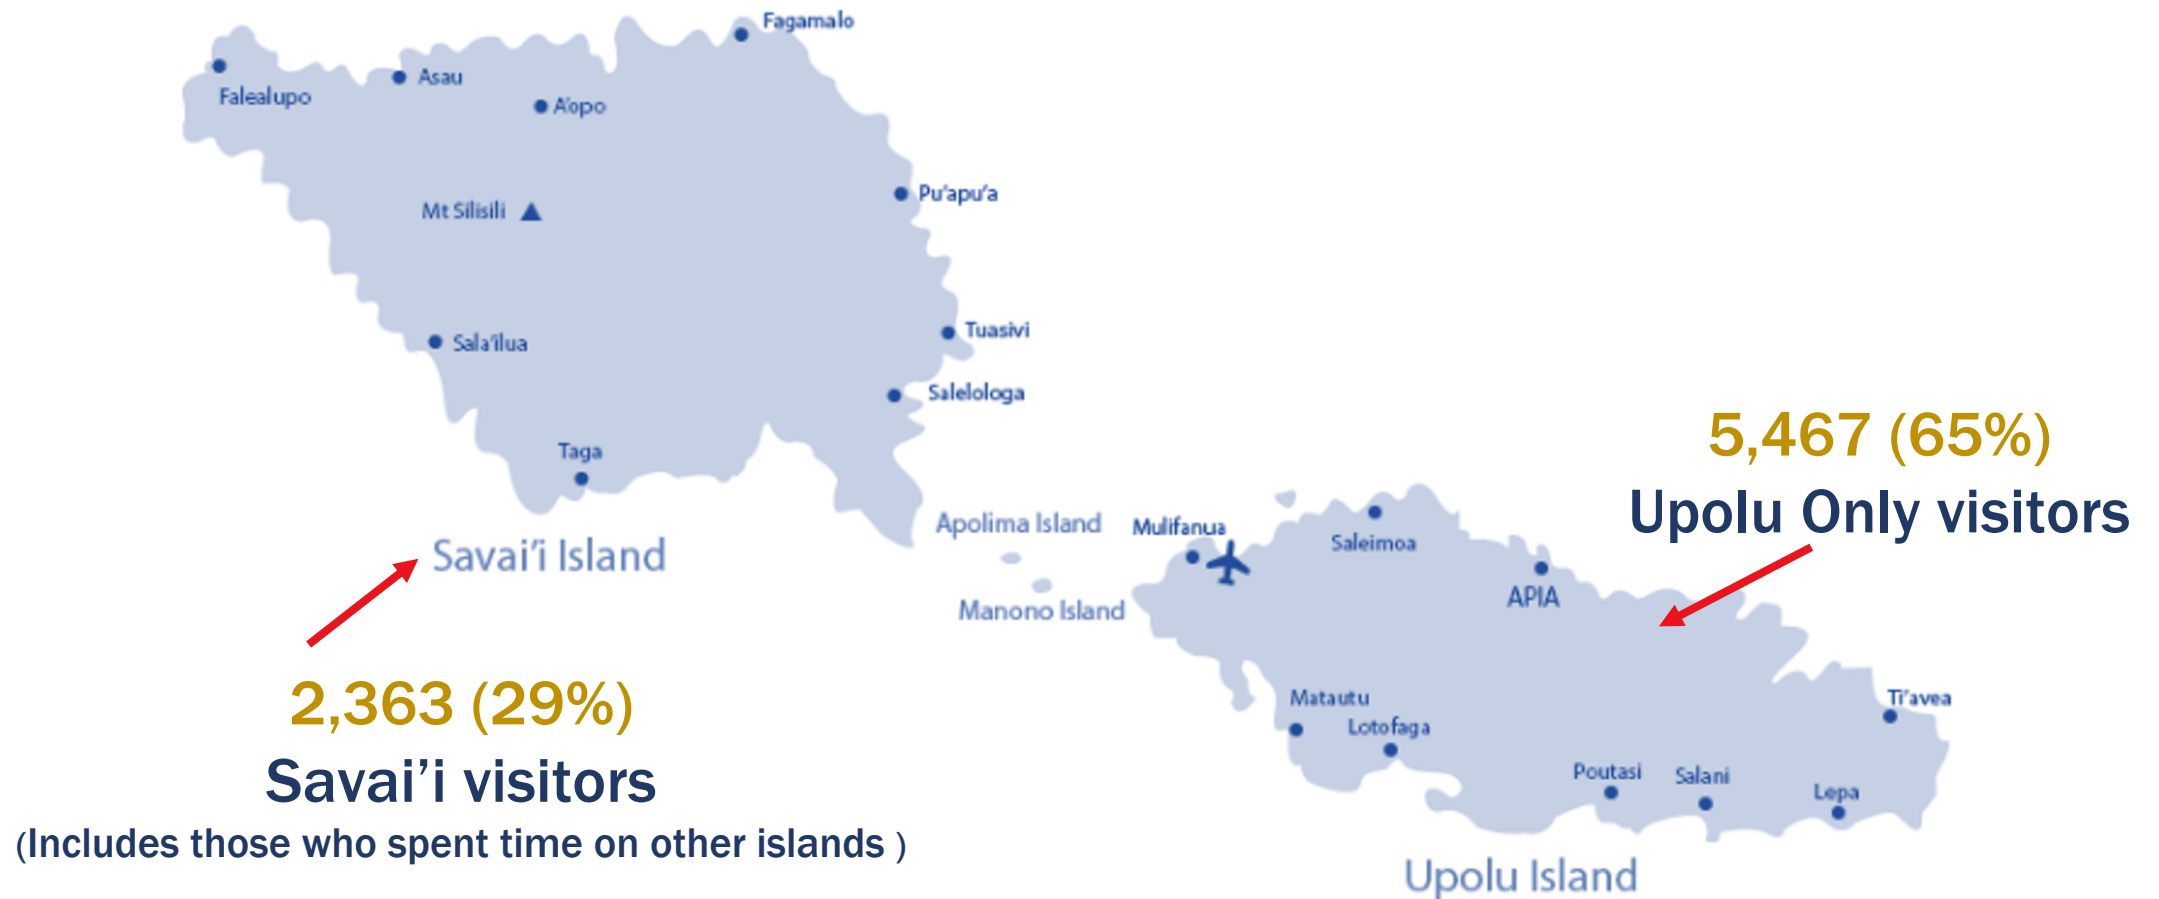 Fagamalo
Asau
Falealupo
A'opo
Pu'apu'a
Mt Silisili
Tuasivi
Sala'ilua
Salelologa
5,467 (65%)
Upolu Only visitors
Taga
Apolima Island
Mulifanua
Saleimoa
Savai'i Island
APIA
Manono Island
2,363 (29%)
Savai’i visitors
(Includes those who spent time on other islands )
Matautu
Ti'avea
Lotofaga
Poutasi
Salani
Lepa
Upolu Island